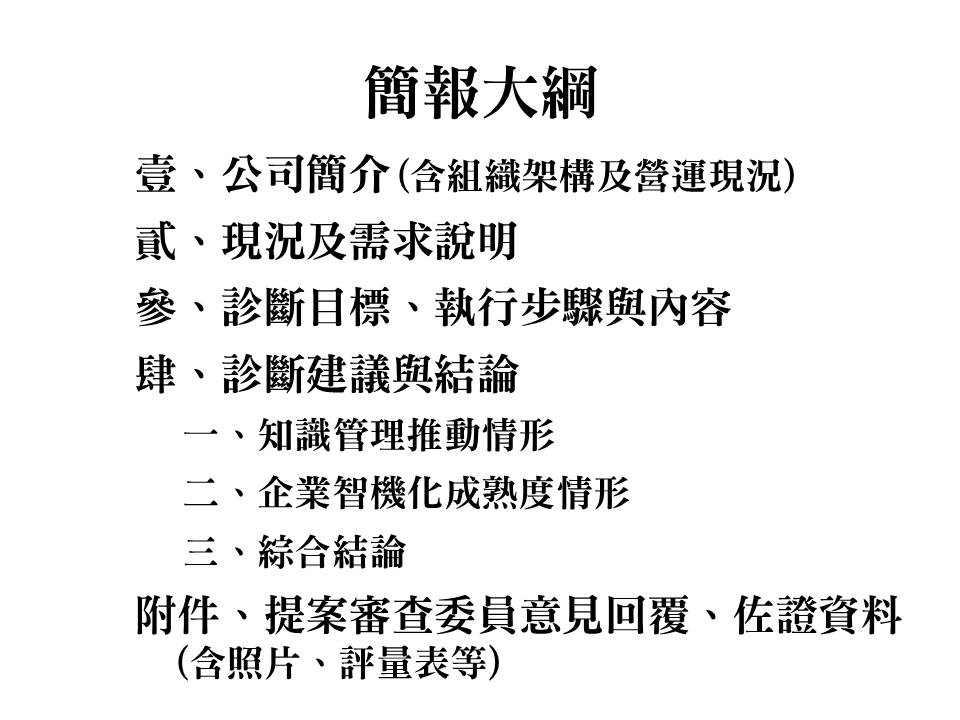 簡報大綱
壹、公司簡介(含組織架構及營運現況)
貳、現況及需求說明
參、診斷目標、執行步驟與內容
肆、診斷建議與結論
一、知識管理推動情形
二、企業智機化成熟度情形
三、綜合結論
附件、提案審查委員意見回覆、佐證資料
(含照片、評量表等)